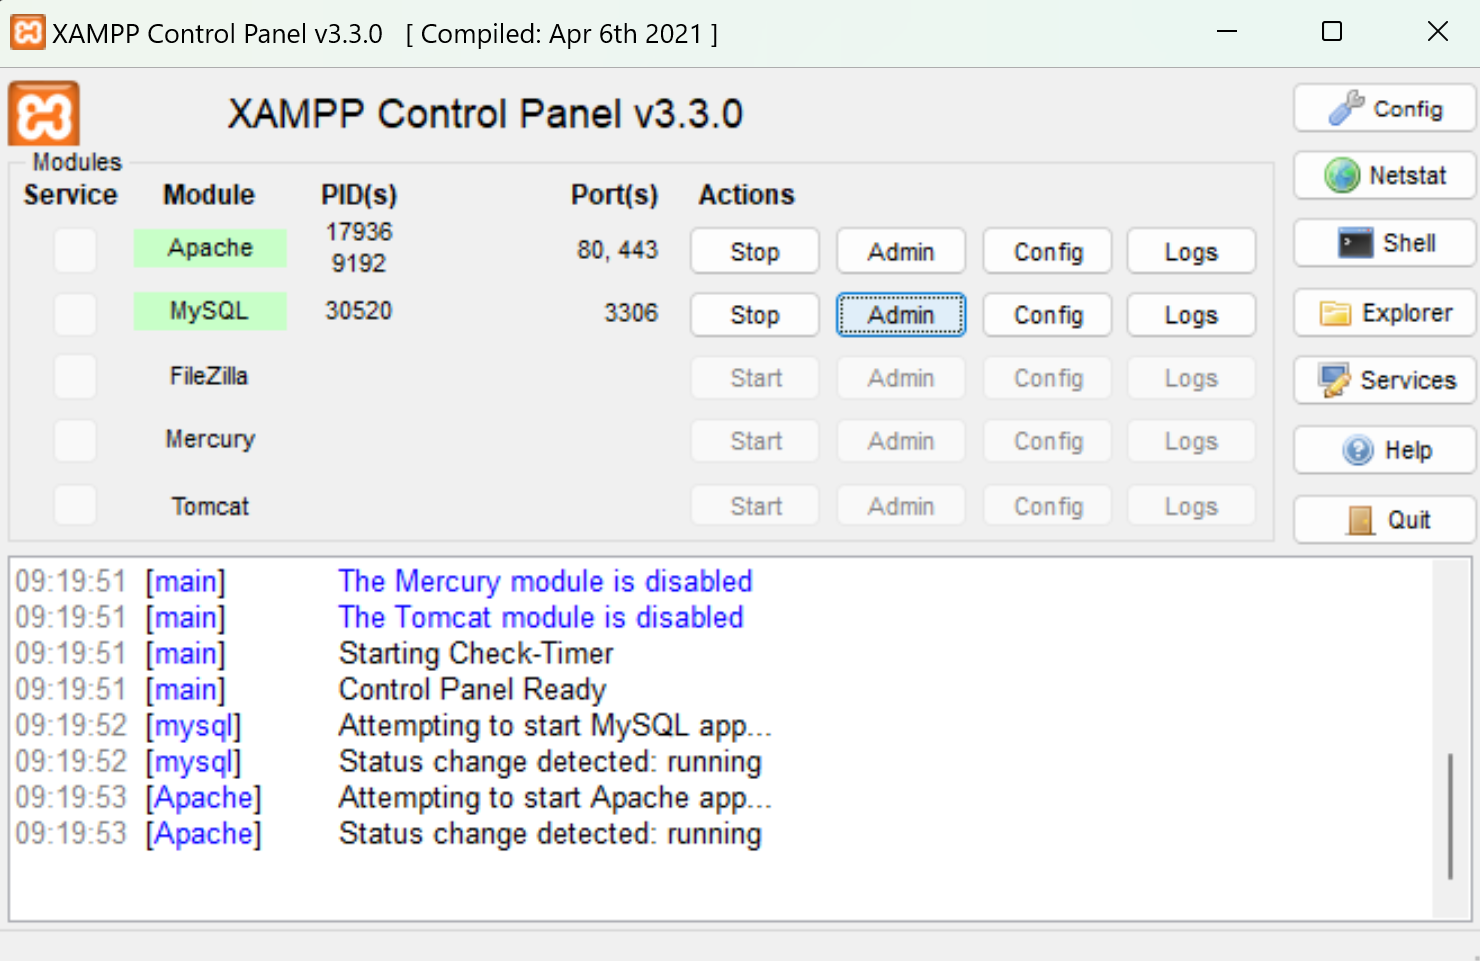 XAMPP Control Panel v3.3.0 [ Compiled: Apr 6th 2021 ]
XAMPP Control Panel v3.3.0
Config
Modules
Service Module PID(s) Port(s) Actions
Netstat
Apache 17936 9192 80, 443 Stop Admin Config Logs
Shell
MySQL 30520 3306 Stop Admin Config Logs
Explorer
FileZilla Start Admin Config Logs
Services
Mercury Start Admin Config Logs
Help
Tomcat Start Admin Config Logs
Quit
09:19:51 [main] The Mercury module is disabled
09:19:51 [main] The Tomcat module is disabled
09:19:51 [main] Starting Check-Timer
09:19:51 [main] Control Panel Ready
09:19:52 [mysql] Attempting to start MySQL app...
09:19:52 [mysql] Status change detected: running
09:19:53 [Apache] Attempting to start Apache app...
09:19:53 [Apache] Status change detected: running